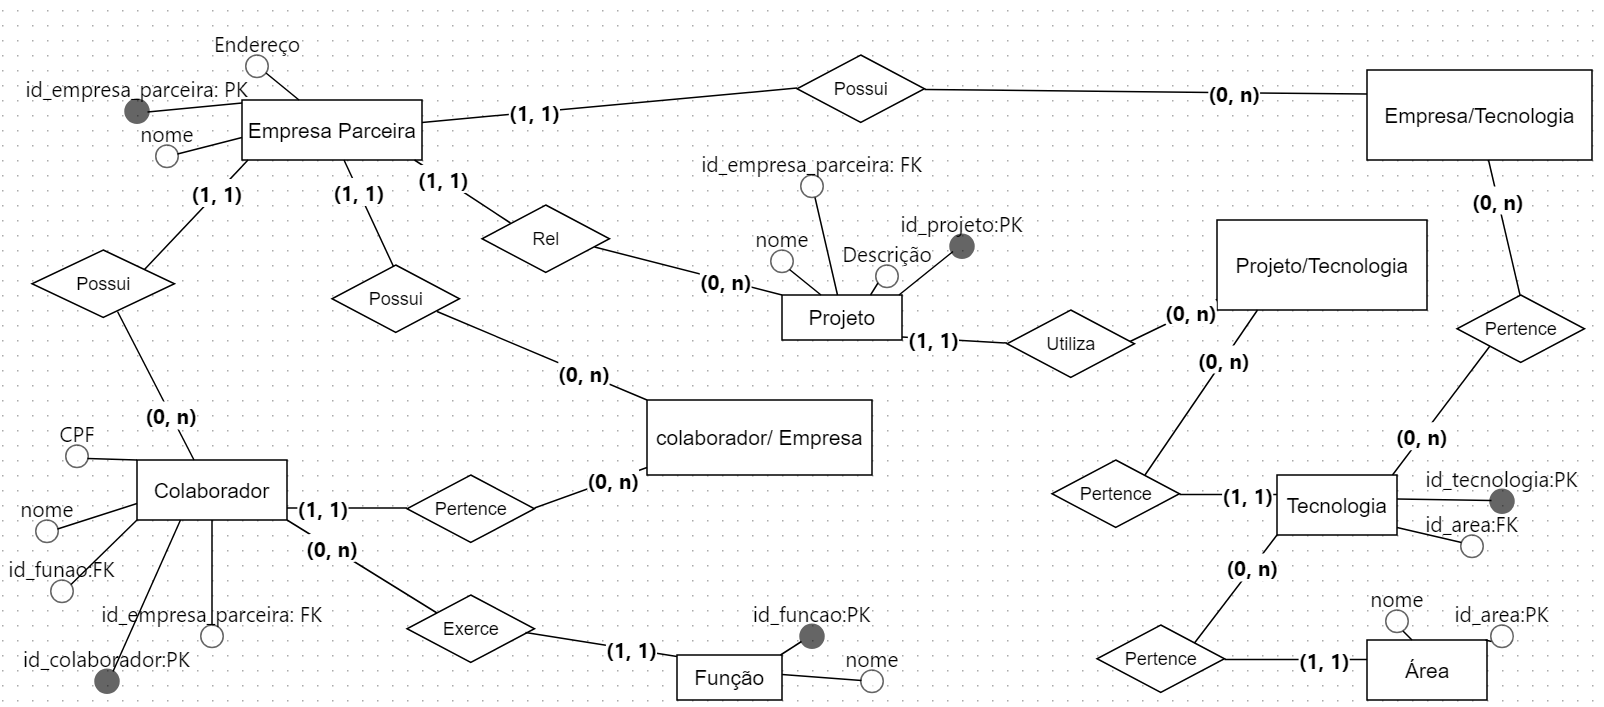 Endereço
id_empresa_parceira: PK
nome
Empresa Parceira
(1, 1)
Possui
(0, n)
Empresa/Tecnologia
(1, 1)
(1, 1)
(1, 1)
(0, n)
id_empresa_parceira: FK
Rel
nome
Descrição
id_projeto:PK
Projeto/Tecnologia
Possui
Possui
(0, n)
Projeto
(1, 1)
Utiliza
(0, n)
Pertence
(0, n)
(0, n)
(0, n)
(0, n)
CPF
colaborador/ Empresa
Colaborador
nome
(1, 1)
Pertence
(0, n)
Pertence
(1, 1)
Tecnologia
id_tecnologia:PK
id_area:FK
id_funao:FK
(0, n)
(0, n)
id_empresa_parceira: FK
id_colaborador:PK
Exerce
(1, 1)
id_funcao:PK
nome
Função
Pertence
(1, 1)
nome
id_area:PK
Área